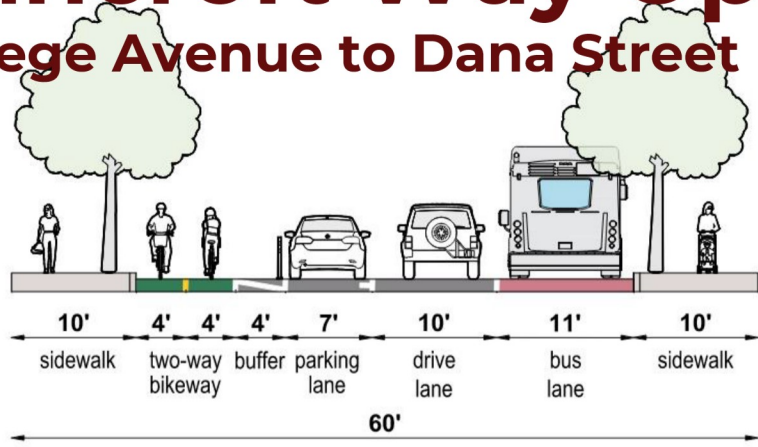 ege Avenue to Dana Street
10' 4' 4' 4' 7' 10' 11' 10'
sidewalk two-way bikeway buffer parking lane drive lane bus lane sidewalk
60'